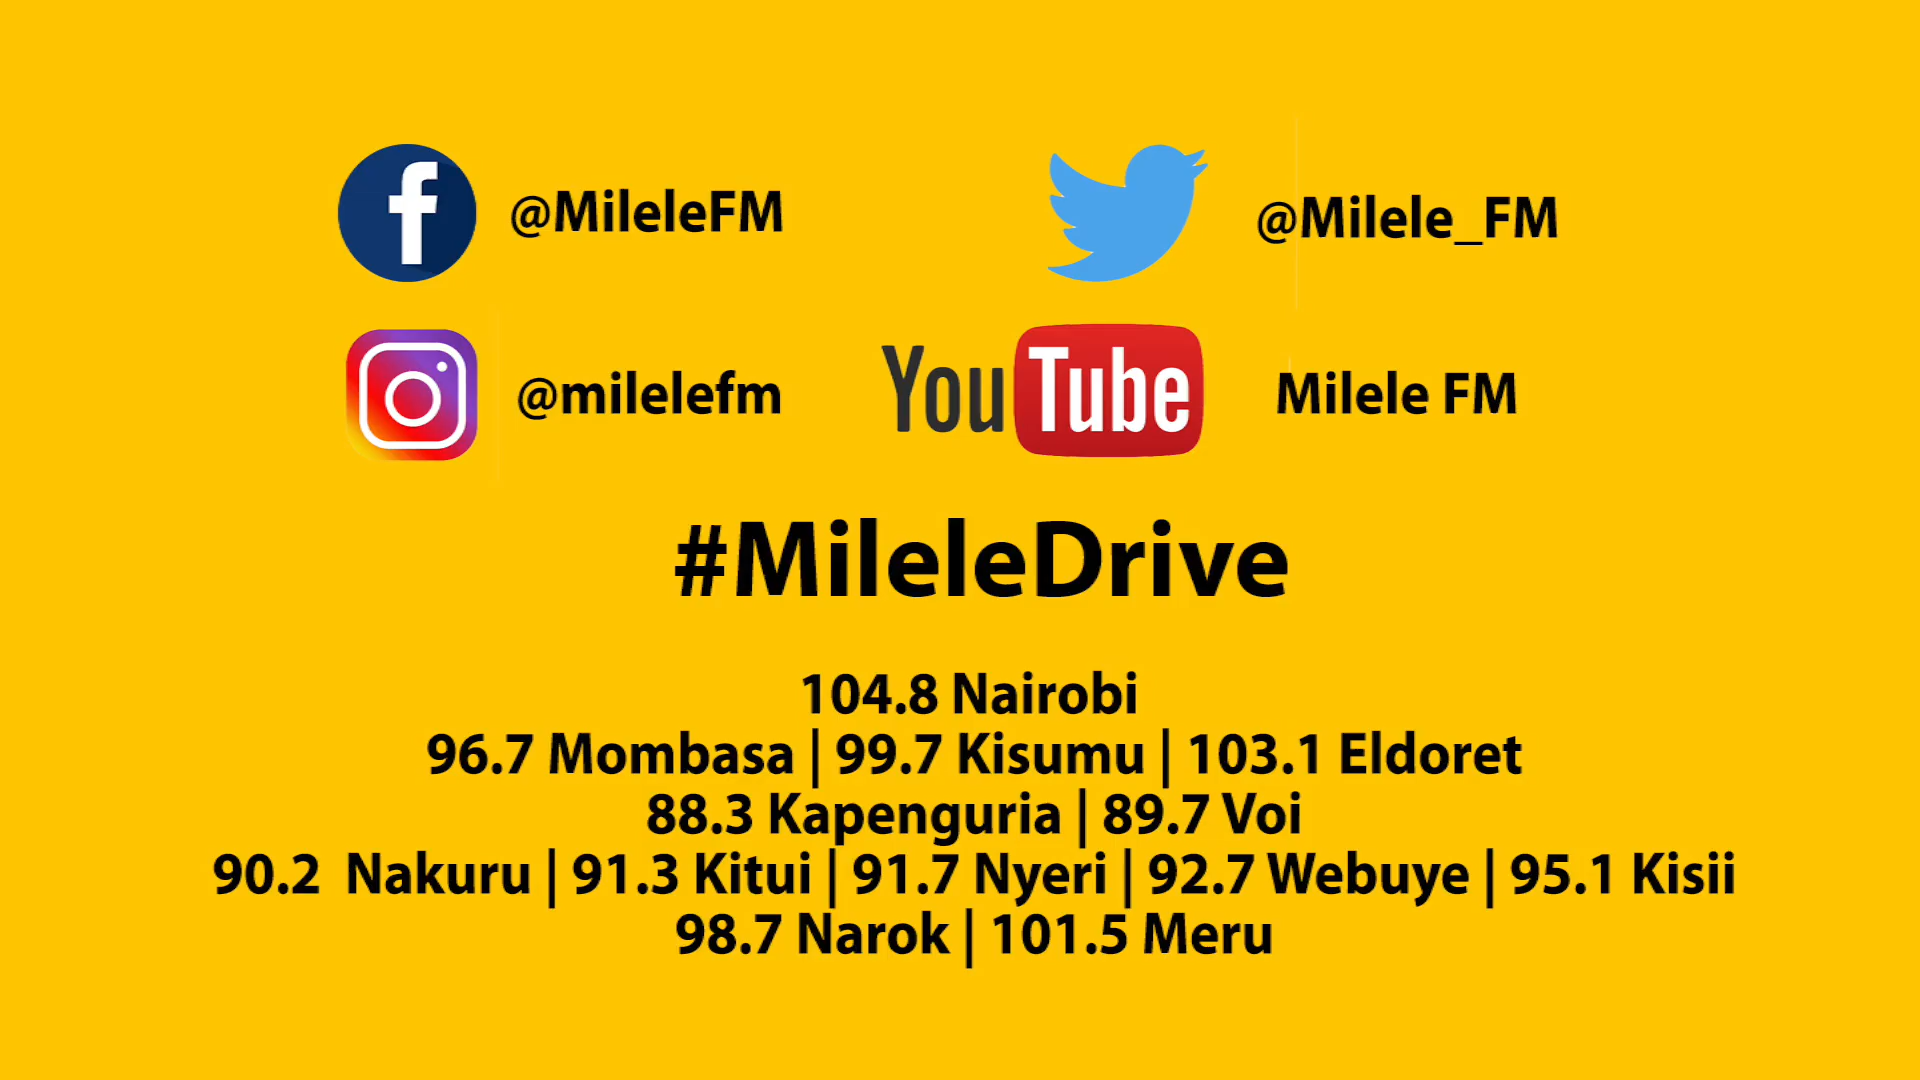 f @MileleFM @Milele_FM
@milelefm YouTube Milele FM
#MileleDrive
104.8 Nairobi
96.7 Mombasa | 99.7 Kisumu | 103.1 Eldoret
88.3 Kapenguria | 89.7 Voi
90.2 Nakuru | 91.3 Kitui | 91.7 Nyeri | 92.7 Webuye | 95.1 Kisii
98.7 Narok | 101.5 Meru